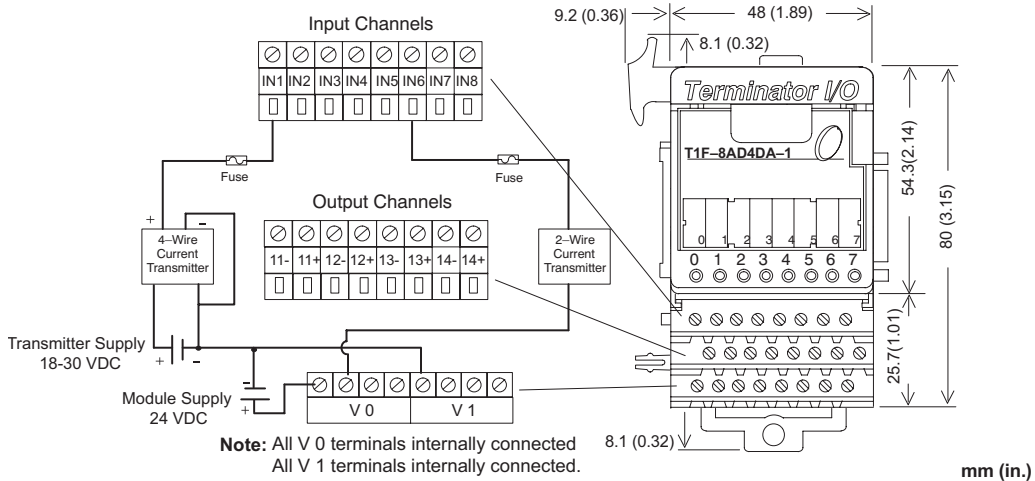 Input Channels
IN1 IN2 IN3 IN4 IN5 IN6 IN7 IN8
Fuse
Fuse
Output Channels
11- 11+ 12- 12+ 13- 13+ 14- 14+
+ -
4–Wire
Current
Transmitter
2–Wire
Current
Transmitter
Transmitter Supply
18-30 VDC
+ -
Module Supply
24 VDC
-
+
V 0 V 1
Note: All V 0 terminals internally connected
All V 1 terminals internally connected.
9.2 (0.36)
48 (1.89)
8.1 (0.32)
Terminator I/O
T1F–8AD4DA–1
0 1 2 3 4 5 6 7
0 1 2 3 4 5 6 7
54.3(2.14)
80 (3.15)
25.7(1.01)
8.1 (0.32)
mm (in.)